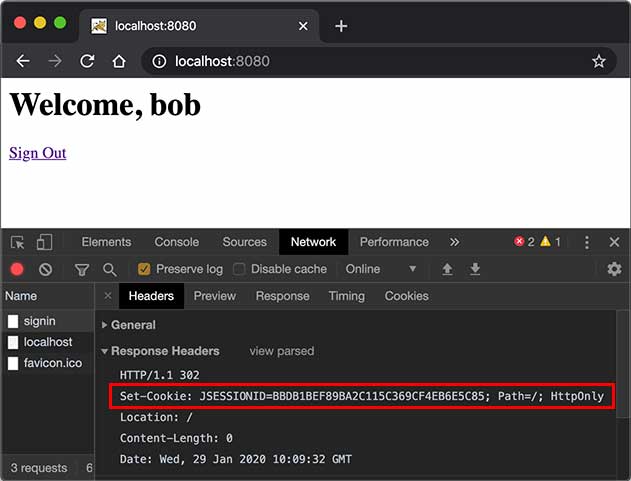 localhost:8080
localhost:8080
Welcome, bob
Sign Out
Elements Console Sources Network Performance » 2 1
Preserve log Disable cache Online
Name
Headers Preview Response Timing Cookies
signin
localhost
favicon.ico
General
Response Headers view parsed
HTTP/1.1 302
Set-Cookie: JSESSIONID=BBDB1BEF89BA2C115C369CF4EB6E5C85; Path=/; HttpOnly
Location: /
Content-Length: 0
Date: Wed, 29 Jan 2020 10:09:32 GMT
3 requests 6